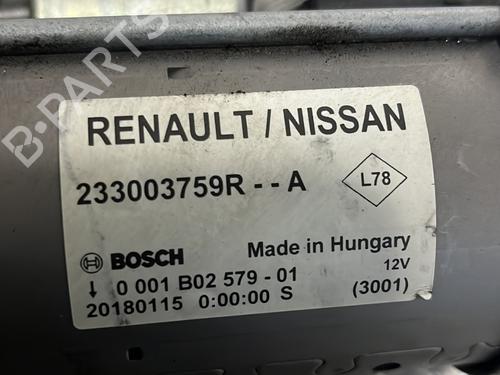 B-PARTS
RENAULT / NISSAN
233003759R - - A
L78
BOSCH
Made in Hungary
0 001 B02 579 - 01
12V
20180115 0:00:00 S
(3001)